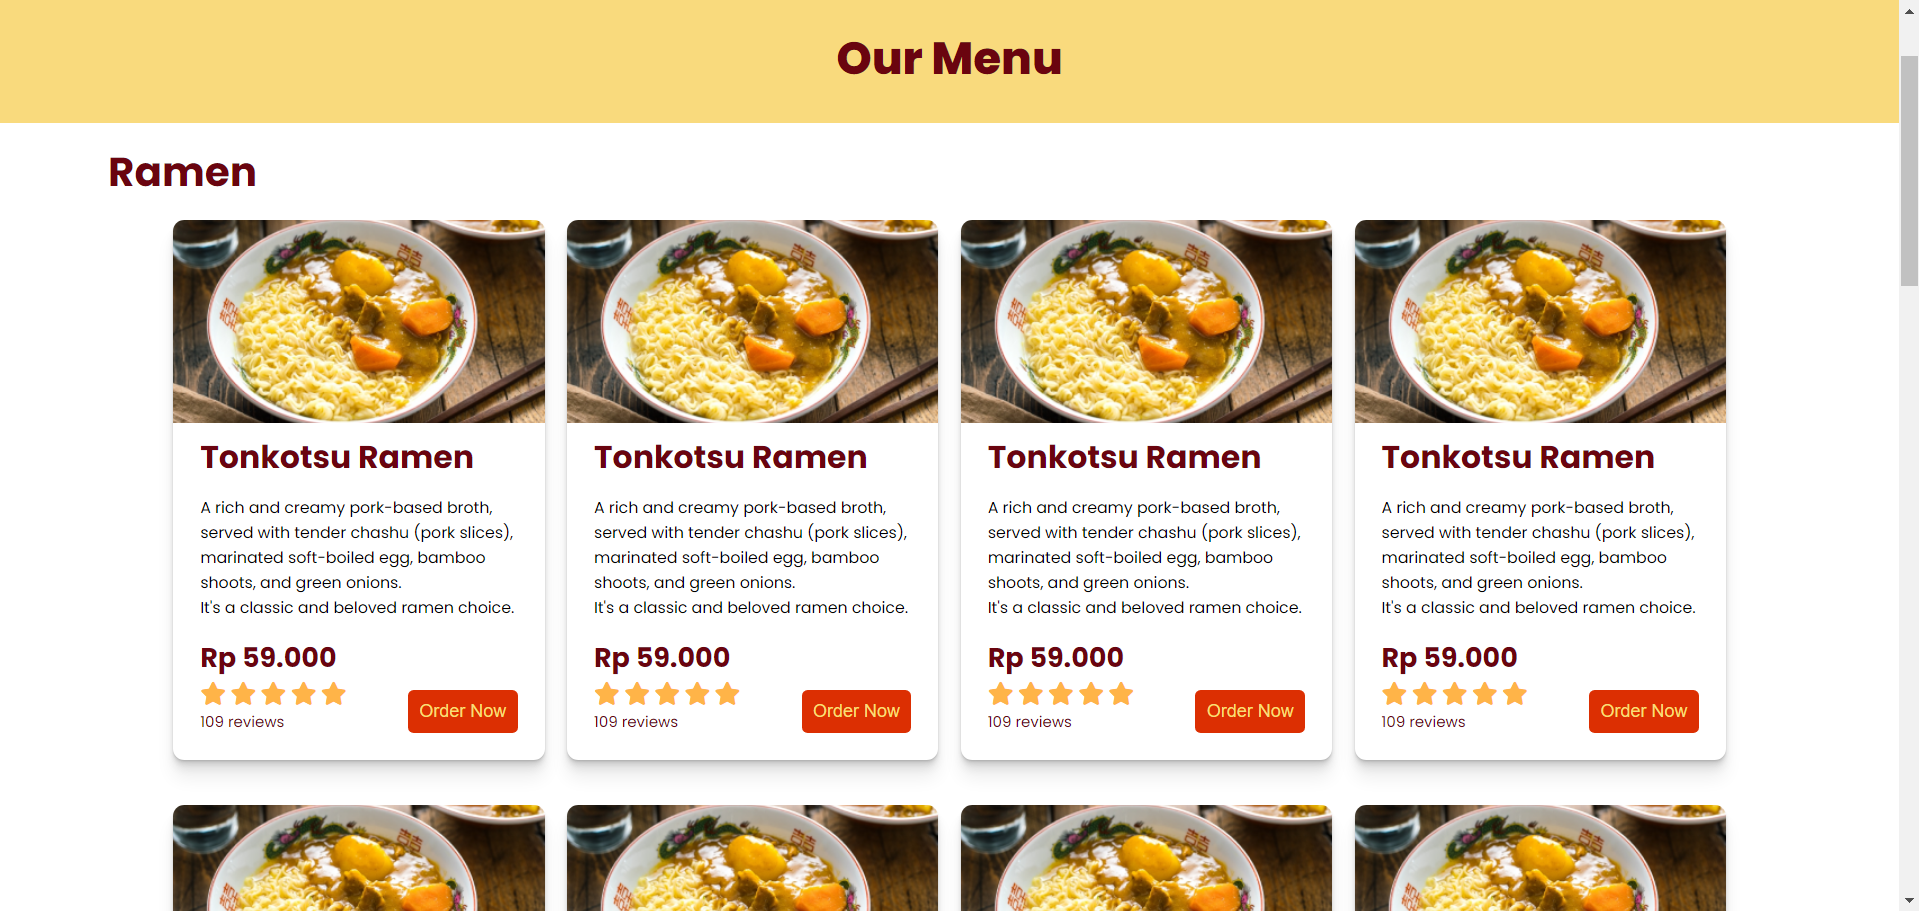 Our Menu
Ramen
Tonkotsu Ramen
A rich and creamy pork-based broth,
served with tender chashu (pork slices),
marinated soft-boiled egg, bamboo
shoots, and green onions.
It's a classic and beloved ramen choice.
Rp 59.000
109 reviews
Order Now
Tonkotsu Ramen
A rich and creamy pork-based broth,
served with tender chashu (pork slices),
marinated soft-boiled egg, bamboo
shoots, and green onions.
It's a classic and beloved ramen choice.
Rp 59.000
109 reviews
Order Now
Tonkotsu Ramen
A rich and creamy pork-based broth,
served with tender chashu (pork slices),
marinated soft-boiled egg, bamboo
shoots, and green onions.
It's a classic and beloved ramen choice.
Rp 59.000
109 reviews
Order Now
Tonkotsu Ramen
A rich and creamy pork-based broth,
served with tender chashu (pork slices),
marinated soft-boiled egg, bamboo
shoots, and green onions.
It's a classic and beloved ramen choice.
Rp 59.000
109 reviews
Order Now